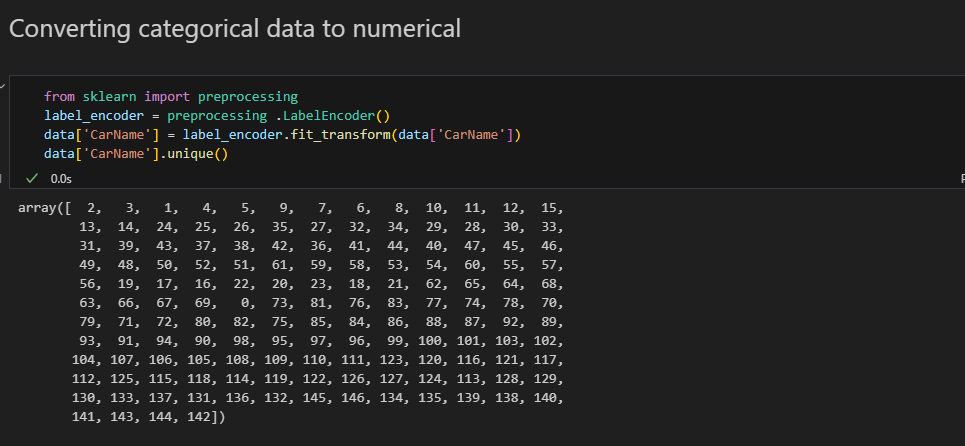 Converting categorical data to numerical
from sklearn import preprocessing
label_encoder = preprocessing .LabelEncoder()
data['CarName'] = label_encoder.fit_transform(data['CarName'])
data['CarName'].unique()
0.0s
array([  2,   3,   1,   4,   5,   9,   7,   6,   8,  10,  11,  12,  15,
        13,  14,  24,  25,  26,  35,  27,  32,  34,  29,  28,  30,  33,
        31,  39,  43,  37,  38,  42,  36,  41,  44,  40,  47,  45,  46,
        49,  48,  50,  52,  51,  61,  59,  58,  53,  54,  60,  55,  57,
        56,  19,  17,  16,  22,  20,  23,  18,  21,  62,  65,  64,  68,
        63,  66,  67,  69,   0,  73,  81,  76,  83,  77,  74,  78,  70,
        79,  71,  72,  80,  82,  75,  85,  84,  86,  88,  87,  92,  89,
        93,  91,  94,  90,  98,  95,  97,  96,  99, 100, 101, 103, 102,
       104, 107, 106, 105, 108, 109, 110, 111, 123, 120, 116, 121, 117,
       112, 125, 115, 118, 114, 119, 122, 126, 127, 124, 113, 128, 129,
       130, 133, 137, 131, 136, 132, 145, 146, 134, 135, 139, 138, 140,
       141, 143, 144, 142])